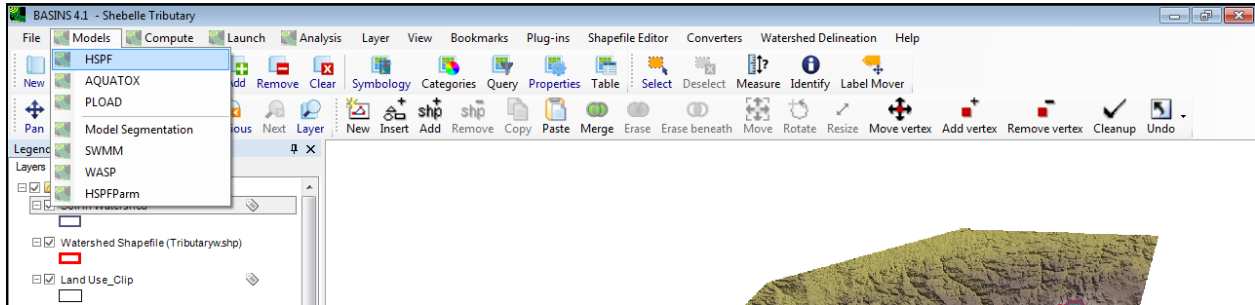 BASINS 4.1 - Shebelle Tributary
File Models Compute Launch Analysis Layer View Bookmarks Plug-ins Shapefile Editor Converters Watershed Delineation Help
HSPF
AQUATOX
PLOAD
Model Segmentation
SWMM
WASP
HSPFParm
New Add Remove Clear Symbology Categories Query Properties Table Select Deselect Measure Identify Label Mover
shp shp
Pan Next Layer New Insert Add Remove Copy Paste Merge Erase Erase beneath Move Rotate Resize Move vertex Add vertex Remove vertex Cleanup Undo
Layers
Watershed Shapefile (Tributaryw.shp)
Land Use_Clip